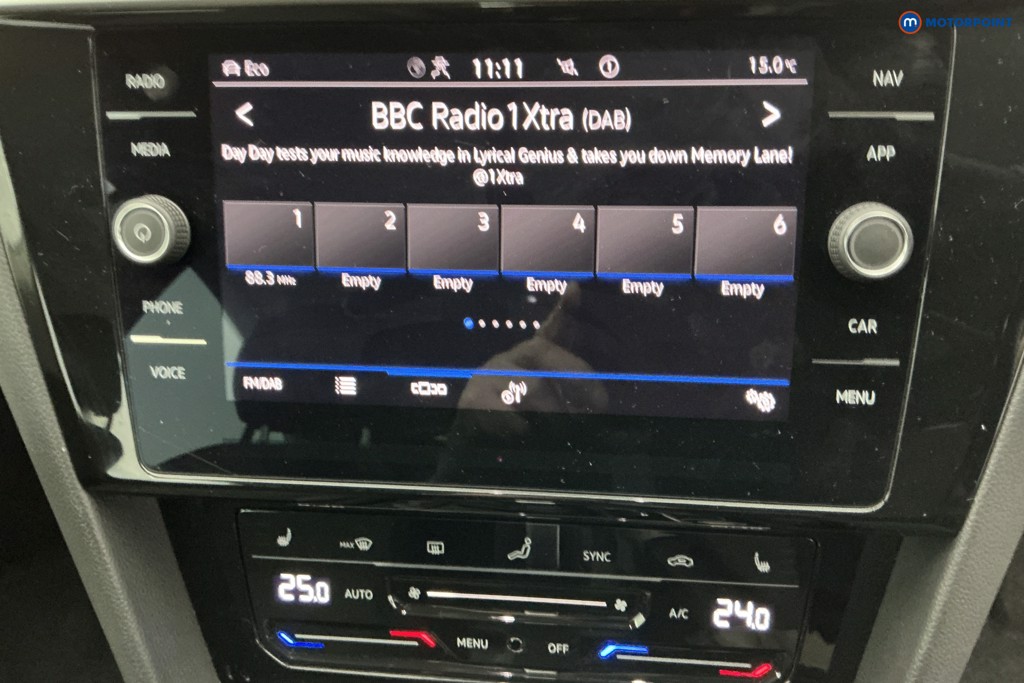 MOTORPOINT
RADIO
MEDIA
PHONE
VOICE
Eco 11:11 15.0°C
< BBC Radio 1Xtra (DAB) >
Day Day tests your music knowledge in Lyrical Genius & takes you down Memory Lane!
@1Xtra
1 2 3 4 5 6
88.3 MHz Empty Empty Empty Empty Empty
FM/DAB
NAV
APP
CAR
MENU
MAX SYNC
25.0 AUTO A/C 24.0
MENU OFF